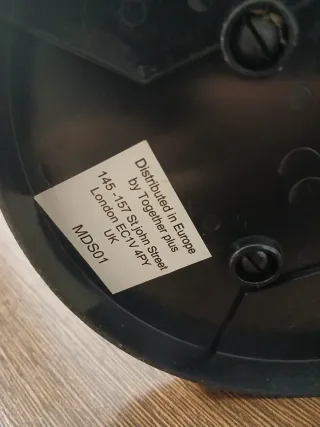 Distributed in Europe
by Together plus
145 -157 St john Street
London EC1V 4PY
UK
MDS01